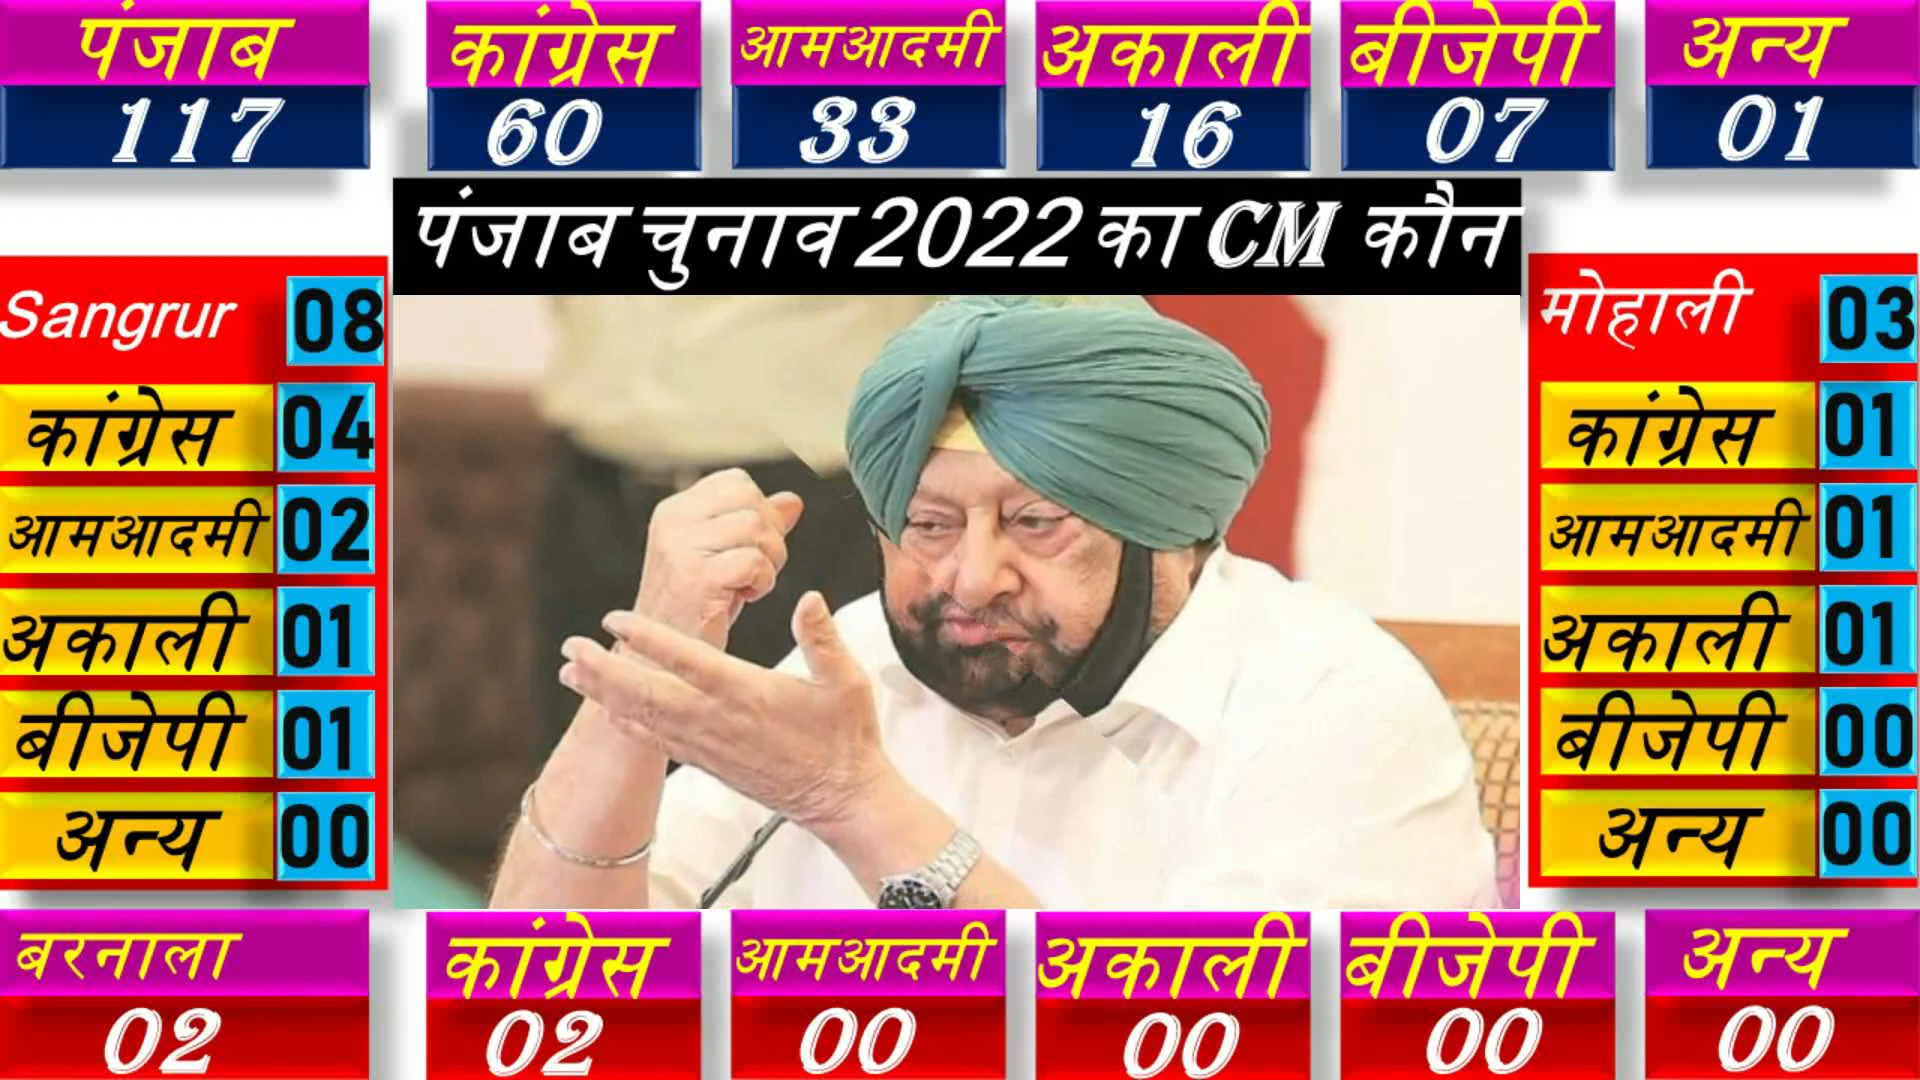 पंजाब कांग्रेस आमआदमी अकाली बीजेपी अन्य
117 60 33 16 07 01
पंजाब चुनाव 2022 का CM कौन
Sangrur 08
कांग्रेस 04
आमआदमी 02
अकाली 01
बीजेपी 01
अन्य 00
मोहाली 03
कांग्रेस 01
आमआदमी 01
अकाली 01
बीजेपी 00
अन्य 00
बरनाला कांग्रेस आमआदमी अकाली बीजेपी अन्य
02 02 00 00 00 00